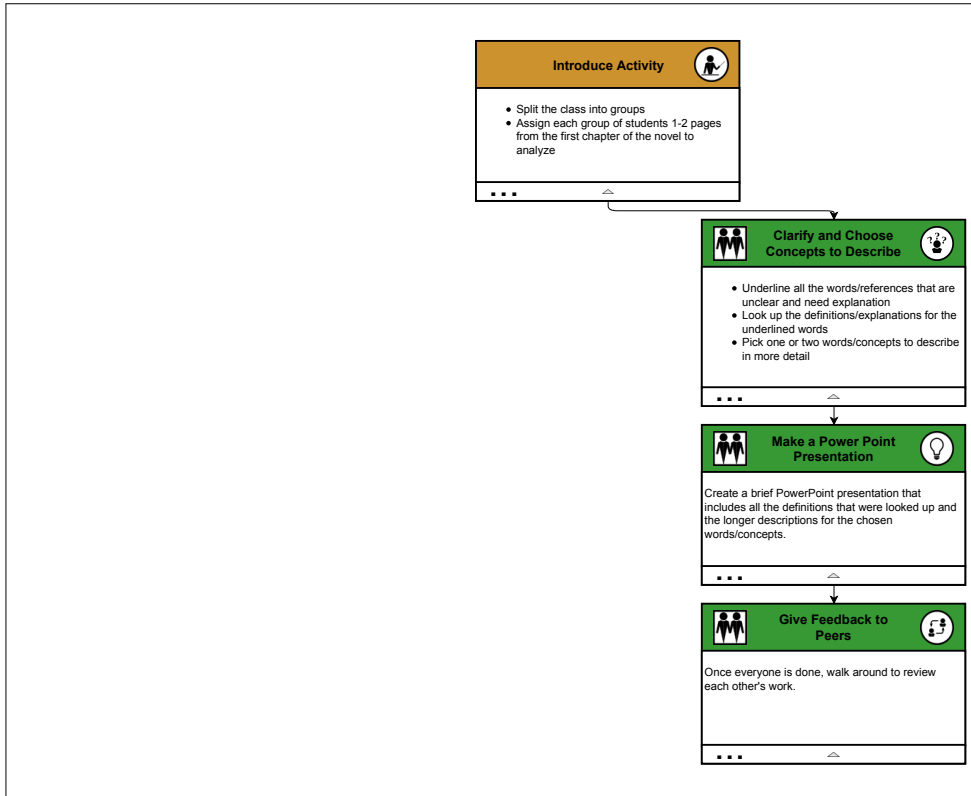 Introduce Activity
• Split the class into groups
• Assign each group of students 1-2 pages
from the first chapter of the novel to
analyze
Clarify and Choose
Concepts to Describe
? ? ?
• Underline all the words/references that are
unclear and need explanation
• Look up the definitions/explanations for the
underlined words
• Pick one or two words/concepts to describe
in more detail
Make a Power Point
Presentation
Create a brief PowerPoint presentation that
includes all the definitions that were looked up and
the longer descriptions for the chosen
words/concepts.
Give Feedback to
Peers
Once everyone is done, walk around to review
each other's work.